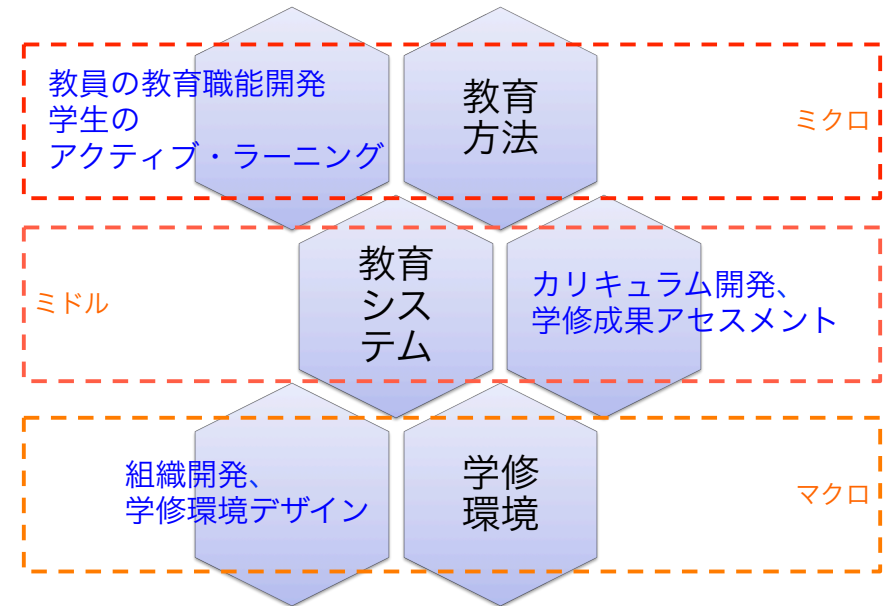 教員の教育職能開発
学生の
アクティブ・ラーニング
教育
方法
ミクロ
ミドル
教育
シス
テム
カリキュラム開発、
学修成果アセスメント
組織開発、
学修環境デザイン
学修
環境
マクロ